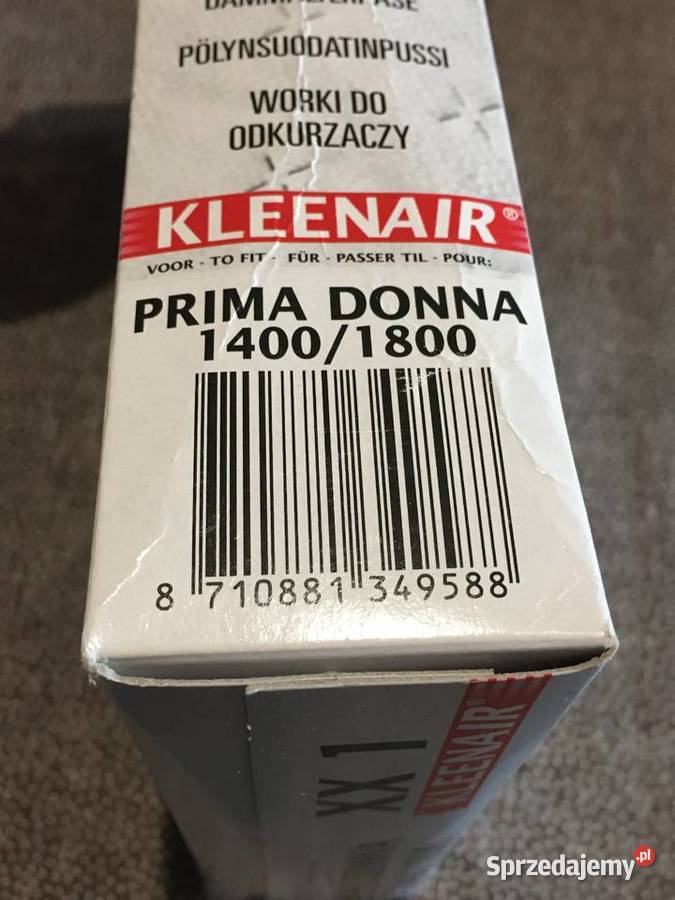 PÖLYNSUODATINPUSSI
WORKI DO
ODKURZACZY
KLEENAIR®
VOOR - TO FIT - FÜR - PASSER TIL - POUR:
PRIMA DONNA
1400/1800
8 710881 349588
XX 1
KLEENAIR
Sprzedajemy.pl